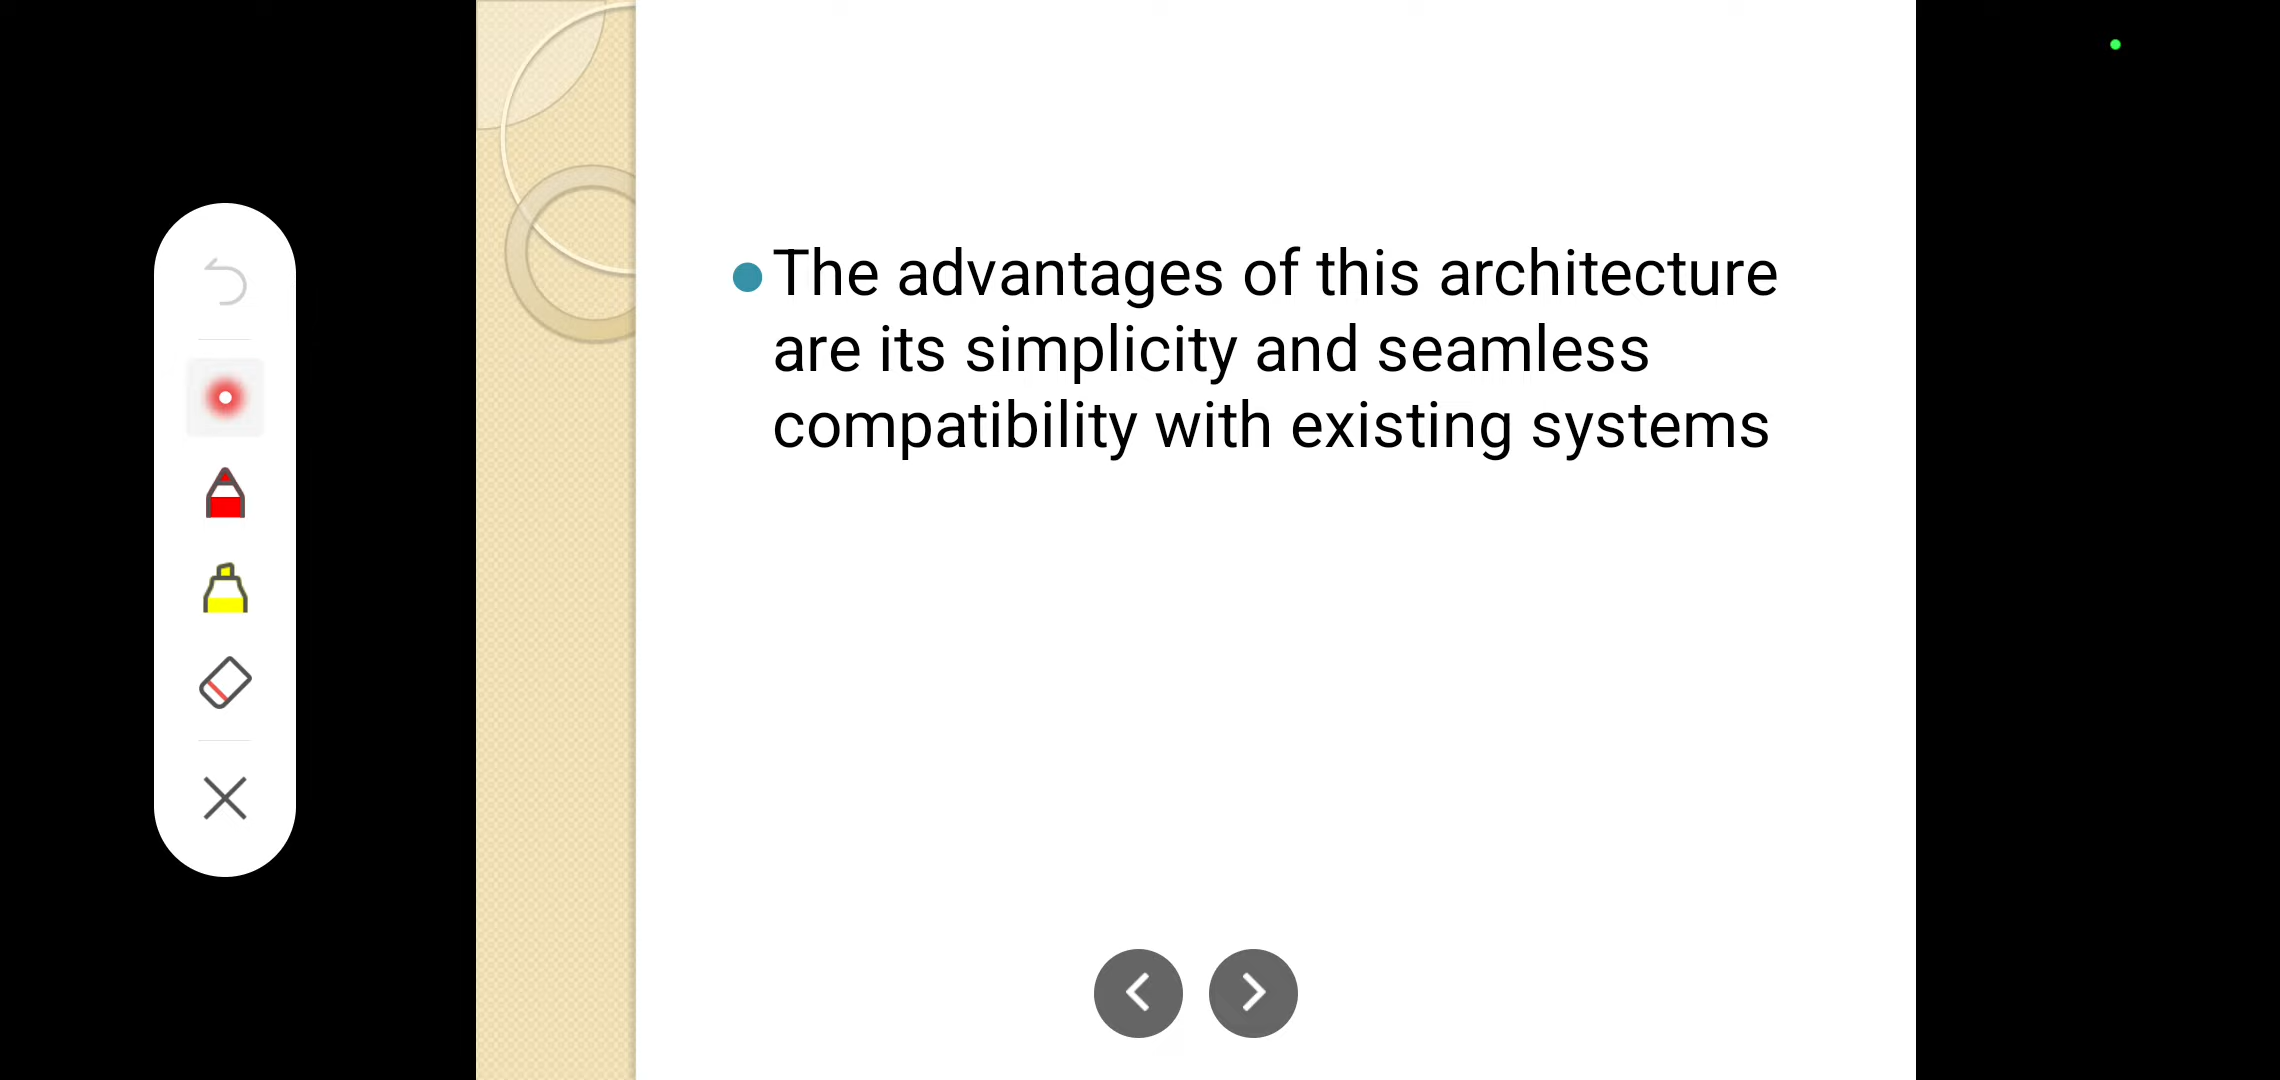 The advantages of this architecture
are its simplicity and seamless
compatibility with existing systems